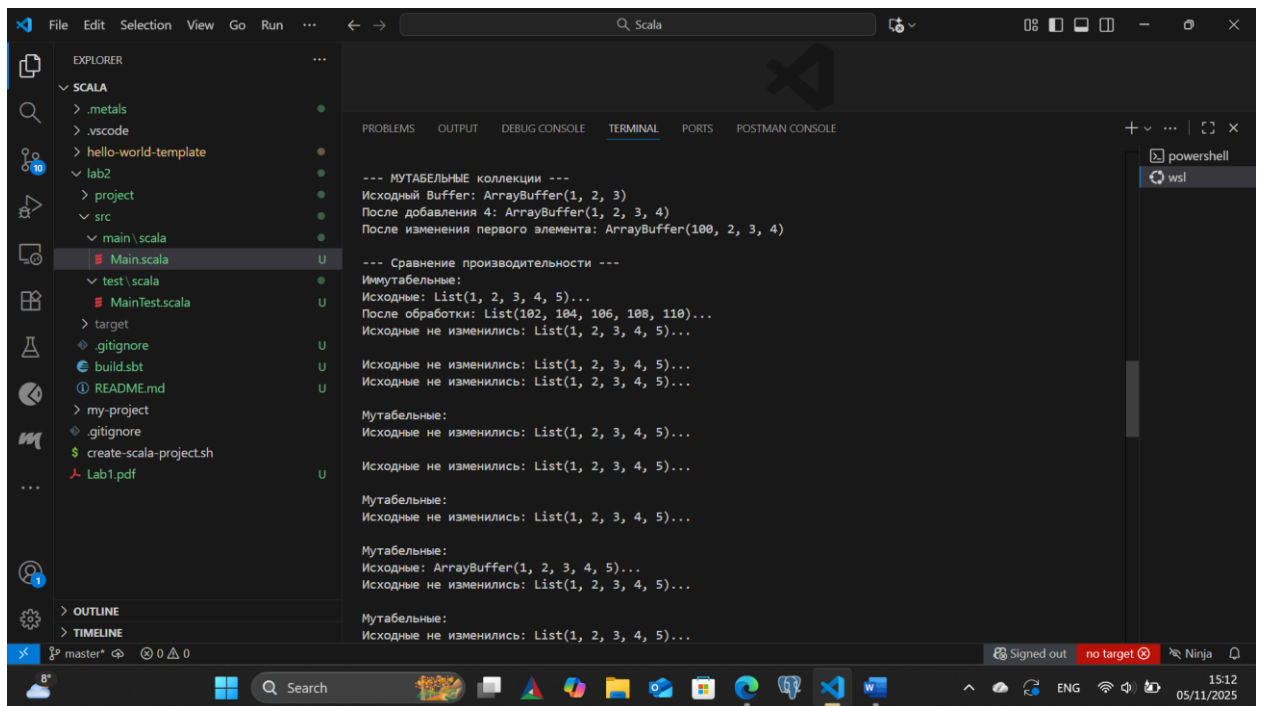 File Edit Selection View Go Run ··· Scala
EXPLORER ···
SCALA
.metals
.vscode
hello-world-template
lab2
project
src
main\scala
Main.scala U
test\scala
MainTest.scala U
target
.gitignore U
build.sbt U
README.md U
my-project
.gitignore
$ create-scala-project.sh
Lab1.pdf U
OUTLINE
TIMELINE
10
1
PROBLEMS OUTPUT DEBUG CONSOLE TERMINAL PORTS POSTMAN CONSOLE
powershell
wsl
--- МУТАБЕЛЬНЫЕ коллекции ---
Исходный Buffer: ArrayBuffer(1, 2, 3)
После добавления 4: ArrayBuffer(1, 2, 3, 4)
После изменения первого элемента: ArrayBuffer(100, 2, 3, 4)
--- Сравнение производительности ---
Иммутабельные:
Исходные: List(1, 2, 3, 4, 5)...
После обработки: List(102, 104, 106, 108, 110)...
Исходные не изменились: List(1, 2, 3, 4, 5)...
Исходные не изменились: List(1, 2, 3, 4, 5)...
Исходные не изменились: List(1, 2, 3, 4, 5)...
Мутабельные:
Исходные не изменились: List(1, 2, 3, 4, 5)...
Исходные не изменились: List(1, 2, 3, 4, 5)...
Мутабельные:
Исходные не изменились: List(1, 2, 3, 4, 5)...
Мутабельные:
Исходные: ArrayBuffer(1, 2, 3, 4, 5)...
Исходные не изменились: List(1, 2, 3, 4, 5)...
Мутабельные:
Исходные не изменились: List(1, 2, 3, 4, 5)...
master* 0 0 Signed out no target Ninja
8° Search ENG 15:12
05/11/2025